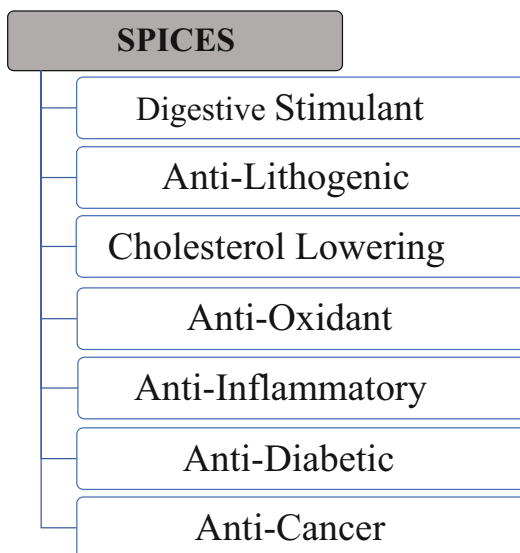 SPICES
Digestive Stimulant
Anti-Lithogenic
Cholesterol Lowering
Anti-Oxidant
Anti-Inflammatory
Anti-Diabetic
Anti-Cancer